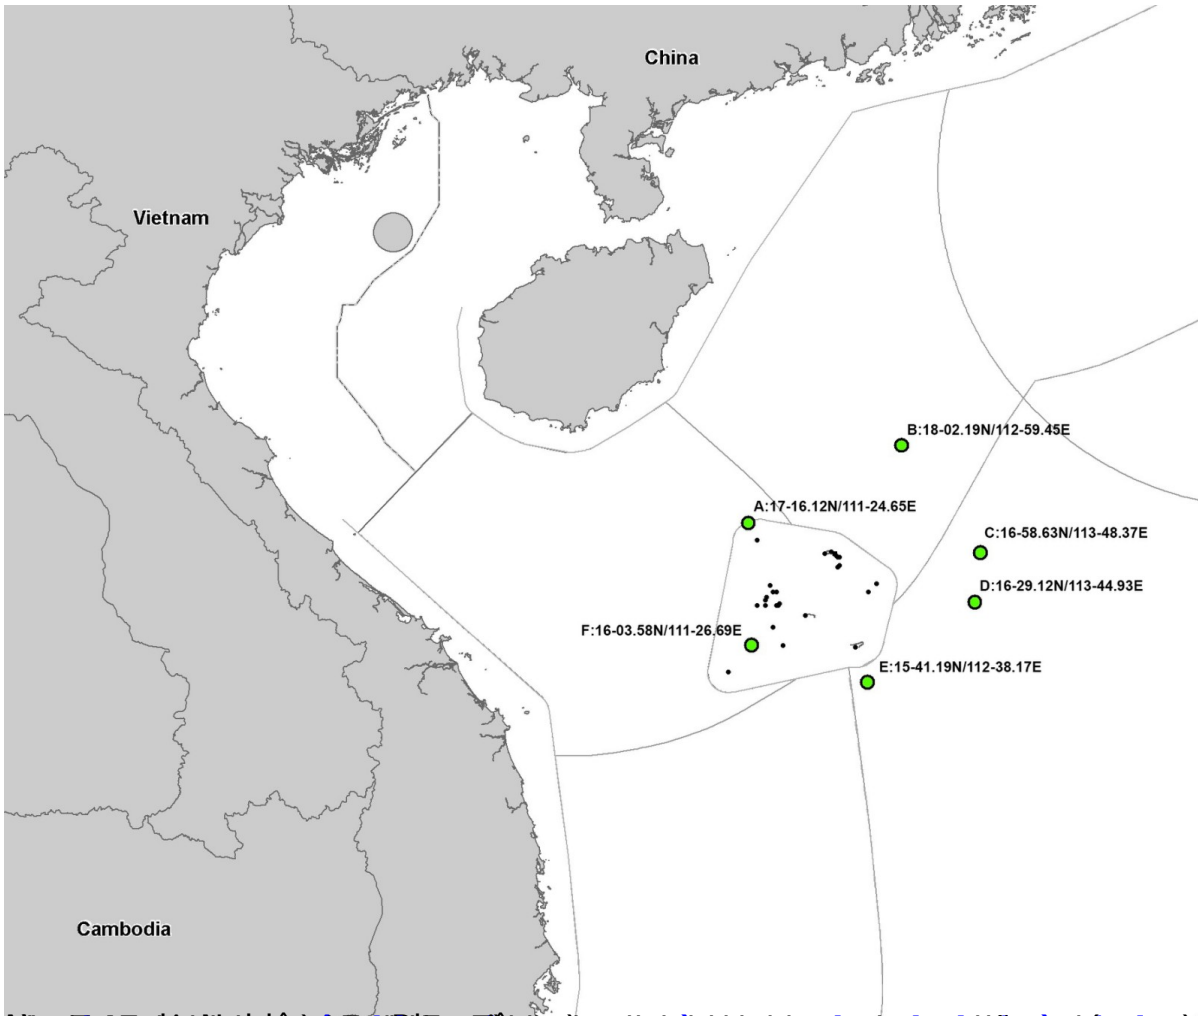 China
Vietnam
B:18-02.19N/112-59.45E
A:17-16.12N/111-24.65E
C:16-58.63N/113-48.37E
D:16-29.12N/113-44.93E
F:16-03.58N/111-26.69E
E:15-41.19N/112-38.17E
Cambodia